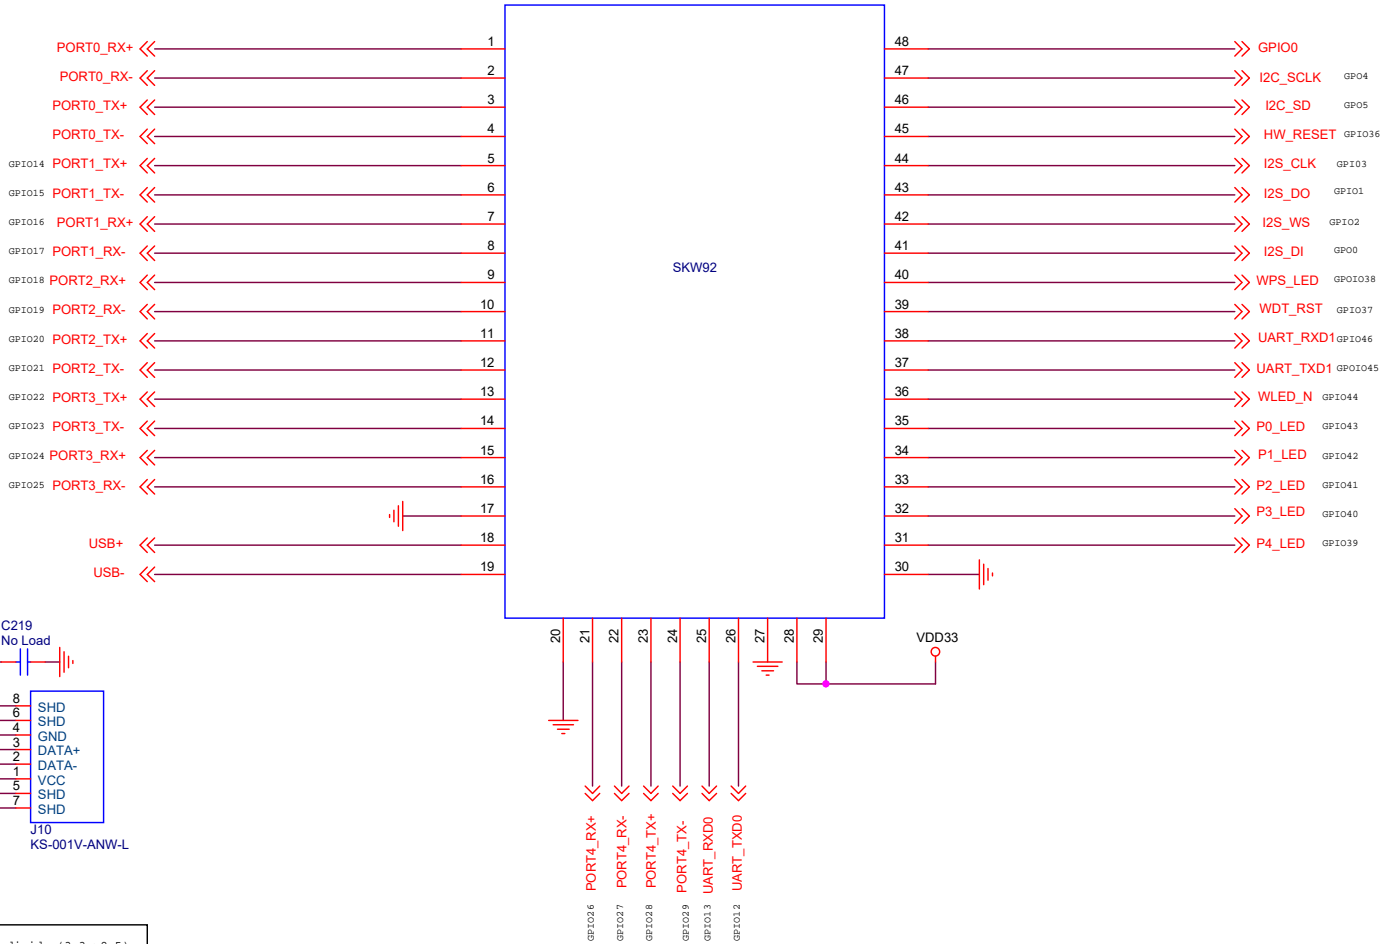 PORT0_RX+ 1
PORT0_RX- 2
PORT0_TX+ 3
PORT0_TX- 4
GPIO14 PORT1_TX+ 5
GPIO15 PORT1_TX- 6
GPIO16 PORT1_RX+ 7
GPIO17 PORT1_RX- 8
GPIO18 PORT2_RX+ 9
GPIO19 PORT2_RX- 10
GPIO20 PORT2_TX+ 11
GPIO21 PORT2_TX- 12
GPIO22 PORT3_TX+ 13
GPIO23 PORT3_TX- 14
GPIO24 PORT3_RX+ 15
GPIO25 PORT3_RX- 16
17
USB+ 18
USB- 19
SKW92
48 GPIO0
47 I2C_SCLK GPO4
46 I2C_SD GPO5
45 HW_RESET GPIO36
44 I2S_CLK GPI03
43 I2S_DO GPIO1
42 I2S_WS GPIO2
41 I2S_DI GPO0
40 WPS_LED GPOIO38
39 WDT_RST GPIO37
38 UART_RXD1 GPIO46
37 UART_TXD1 GPOIO45
36 WLED_N GPIO44
35 P0_LED GPIO43
34 P1_LED GPIO42
33 P2_LED GPIO41
32 P3_LED GPIO40
31 P4_LED GPIO39
30
20
21 PORT4_RX+ GPIO26
22 PORT4_RX- GPIO27
23 PORT4_TX+ GPIO28
24 PORT4_TX- GPIO29
25 UART_RXD0 GPIO13
26 UART_TXD0 GPIO12
27
28
29
VDD33
C219
No Load
8 SHD
6 SHD
4 GND
3 DATA+
2 DATA-
1 VCC
5 SHD
7 SHD
J10
KS-001V-ANW-L